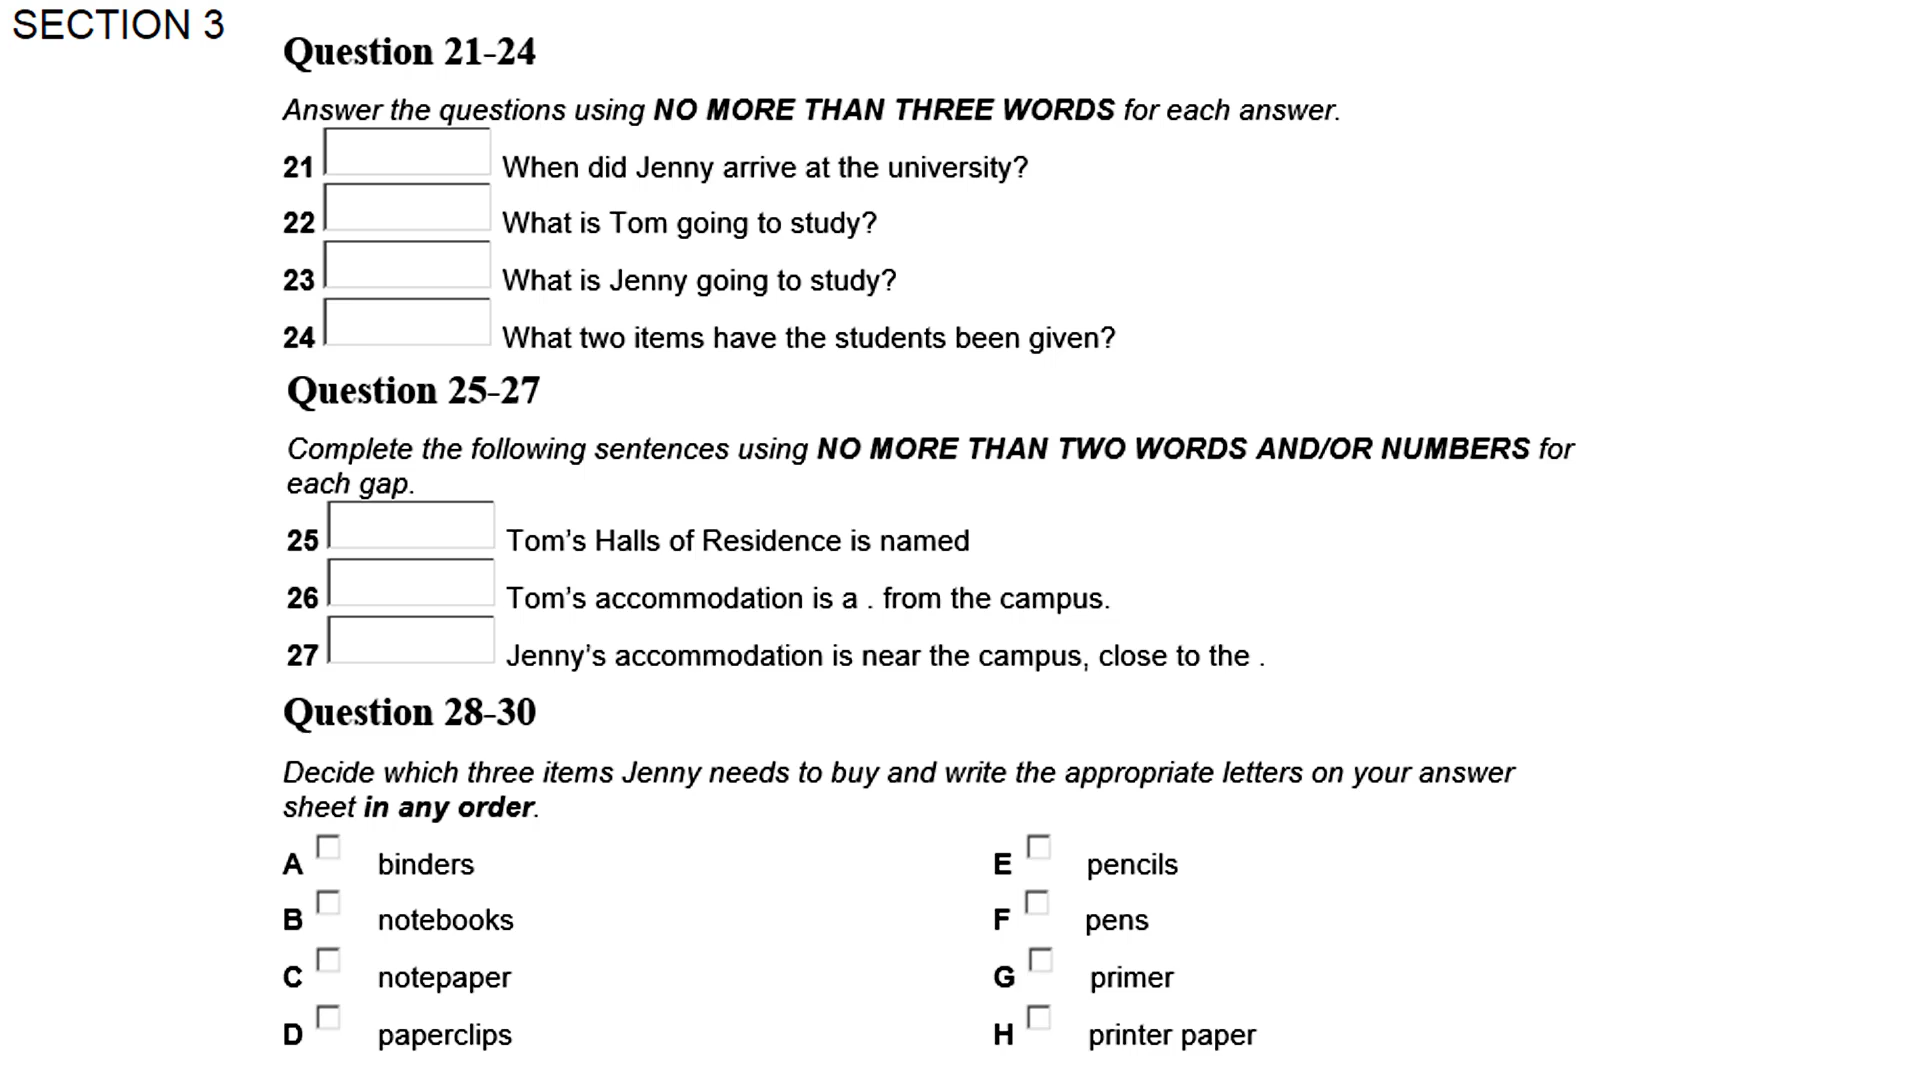 SECTION 3
Question 21-24
Answer the questions using NO MORE THAN THREE WORDS for each answer.
21 When did Jenny arrive at the university?
22 What is Tom going to study?
23 What is Jenny going to study?
24 What two items have the students been given?
Question 25-27
Complete the following sentences using NO MORE THAN TWO WORDS AND/OR NUMBERS for
each gap.
25 Tom’s Halls of Residence is named
26 Tom’s accommodation is a . from the campus.
27 Jenny’s accommodation is near the campus, close to the .
Question 28-30
Decide which three items Jenny needs to buy and write the appropriate letters on your answer
sheet in any order.
A binders
B notebooks
C notepaper
D paperclips
E pencils
F pens
G primer
H printer paper